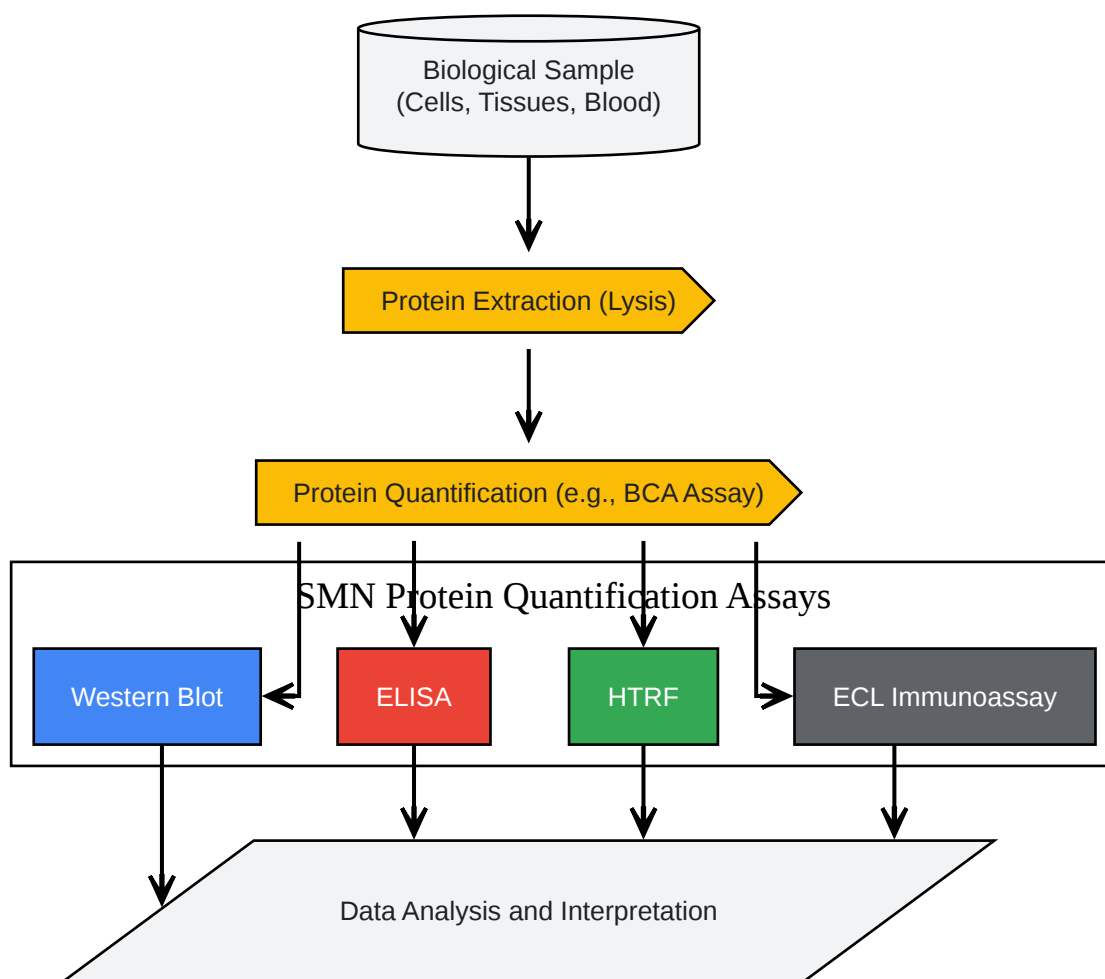 Biological Sample
(Cells, Tissues, Blood)
Protein Extraction (Lysis)
Protein Quantification (e.g., BCA Assay)
SMN Protein Quantification Assays
Western Blot
ELISA
HTRF
ECL Immunoassay
Data Analysis and Interpretation